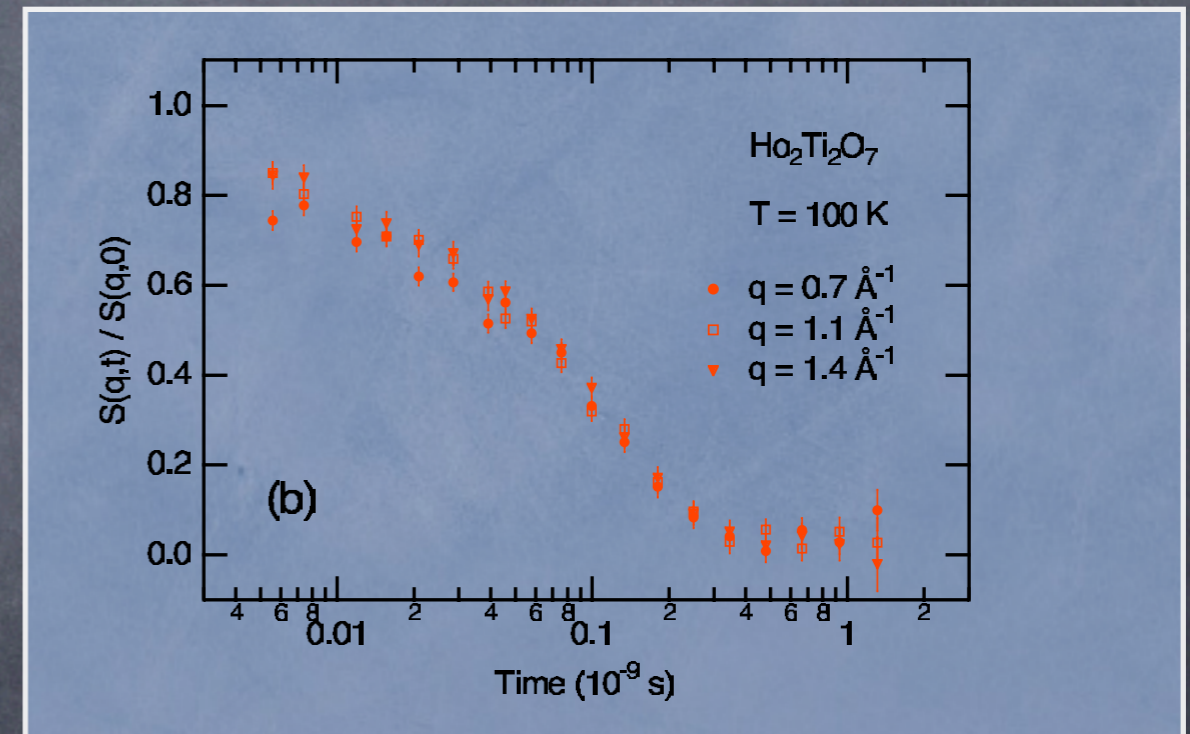 1.0
0.8
0.6
0.4
0.2
0.0
S(q,t) / S(q,0)
Ho₂Ti₂O₇
T = 100 K
q = 0.7 Å⁻¹
q = 1.1 Å⁻¹
q = 1.4 Å⁻¹
(b)
4 6 8 2 4 6 8 2 4 6 8 2
0.01 0.1 1
Time (10⁻⁹ s)